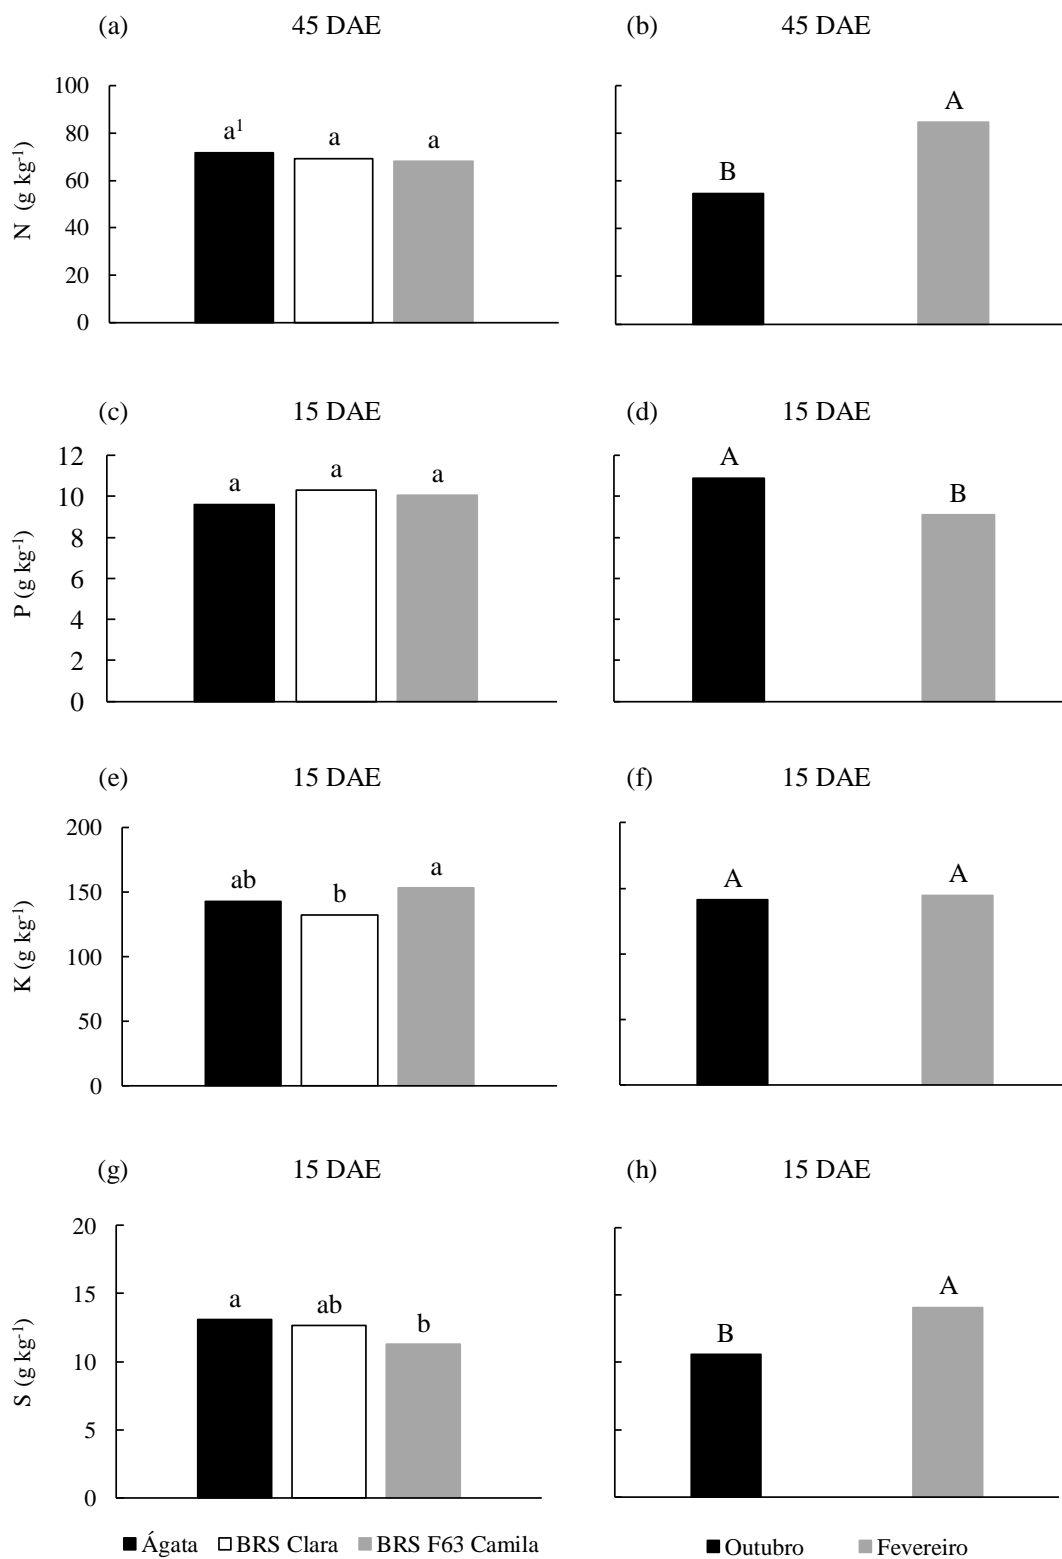 (a) 45 DAE (b) 45 DAE
N (g kg-1)
100
80
60
40
20
0
a1 a a
B A
(c) 15 DAE (d) 15 DAE
P (g kg-1)
12
10
8
6
4
2
0
a a a
A B
(e) 15 DAE (f) 15 DAE
K (g kg-1)
200
150
100
50
0
ab b a
A A
(g) 15 DAE (h) 15 DAE
S (g kg-1)
20
15
10
5
0
a ab b
B A
Ágata BRS Clara BRS F63 Camila Outubro Fevereiro